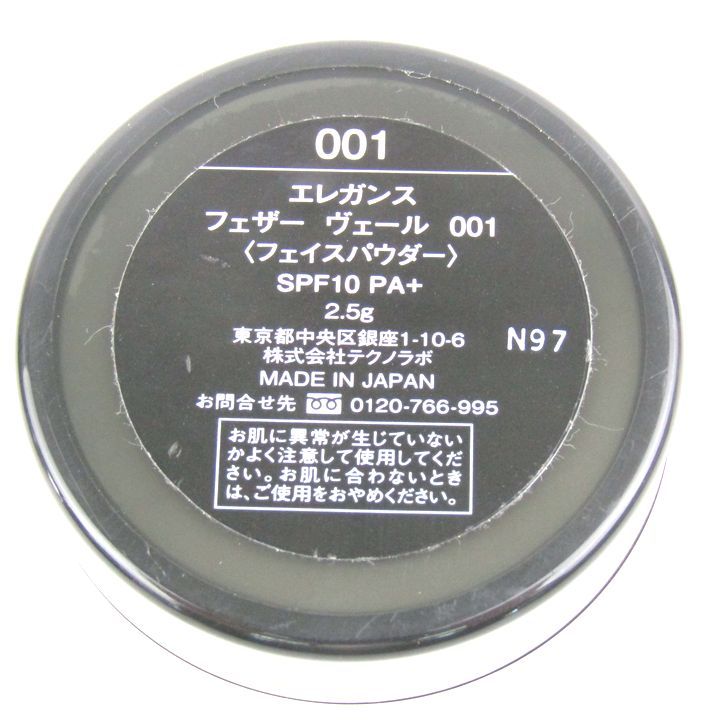 001
エレガンス
フェザー ヴェール 001
〈フェイスパウダー〉
SPF10 PA+
2.5g
東京都中央区銀座1-10-6
株式会社テクノラボ
N97
MADE IN JAPAN
お問合せ先 0120-766-995
お肌に異常が生じていない
かよく注意して使用してくだ
さい。お肌に合わないとき
は、ご使用をおやめください。